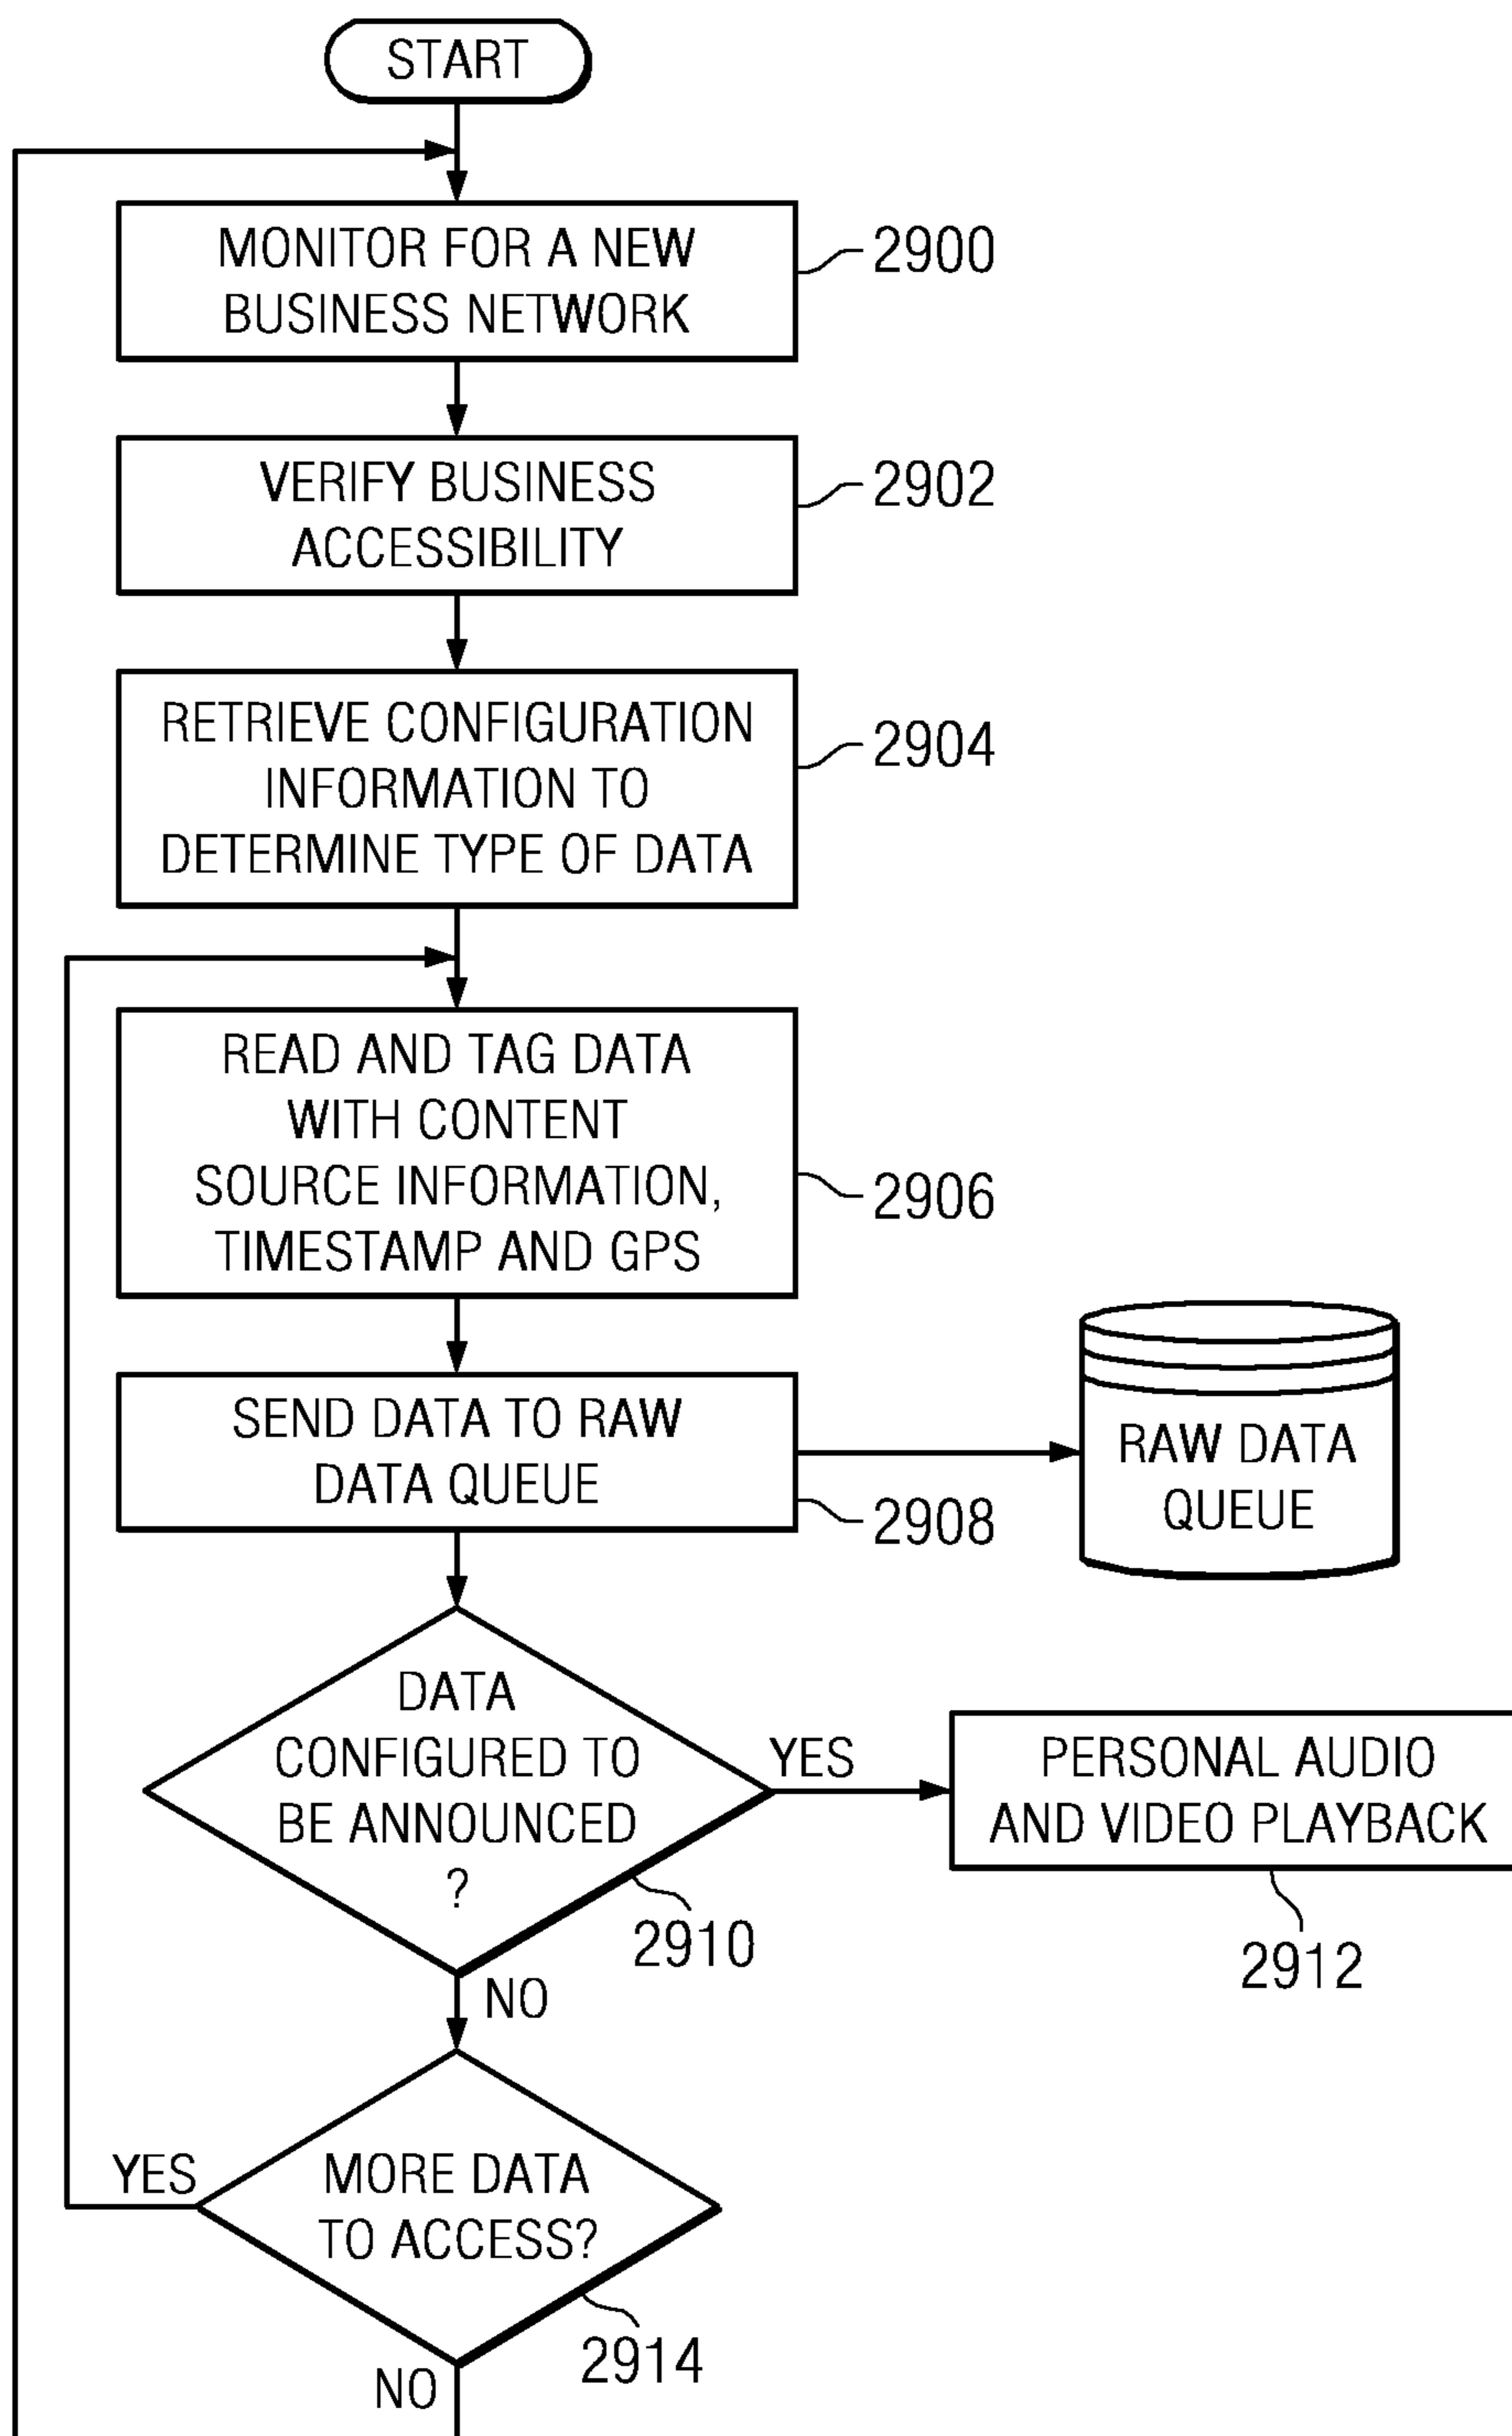 START
MONITOR FOR A NEW
BUSINESS NETWORK
2900
VERIFY BUSINESS
ACCESSIBILITY
2902
RETRIEVE CONFIGURATION
INFORMATION TO
DETERMINE TYPE OF DATA
2904
READ AND TAG DATA
WITH CONTENT
SOURCE INFORMATION,
TIMESTAMP AND GPS
2906
SEND DATA TO RAW
DATA QUEUE
2908
RAW DATA
QUEUE
DATA
CONFIGURED TO
BE ANNOUNCED
?
2910
YES
PERSONAL AUDIO
AND VIDEO PLAYBACK
2912
NO
MORE DATA
TO ACCESS?
YES
2914
NO